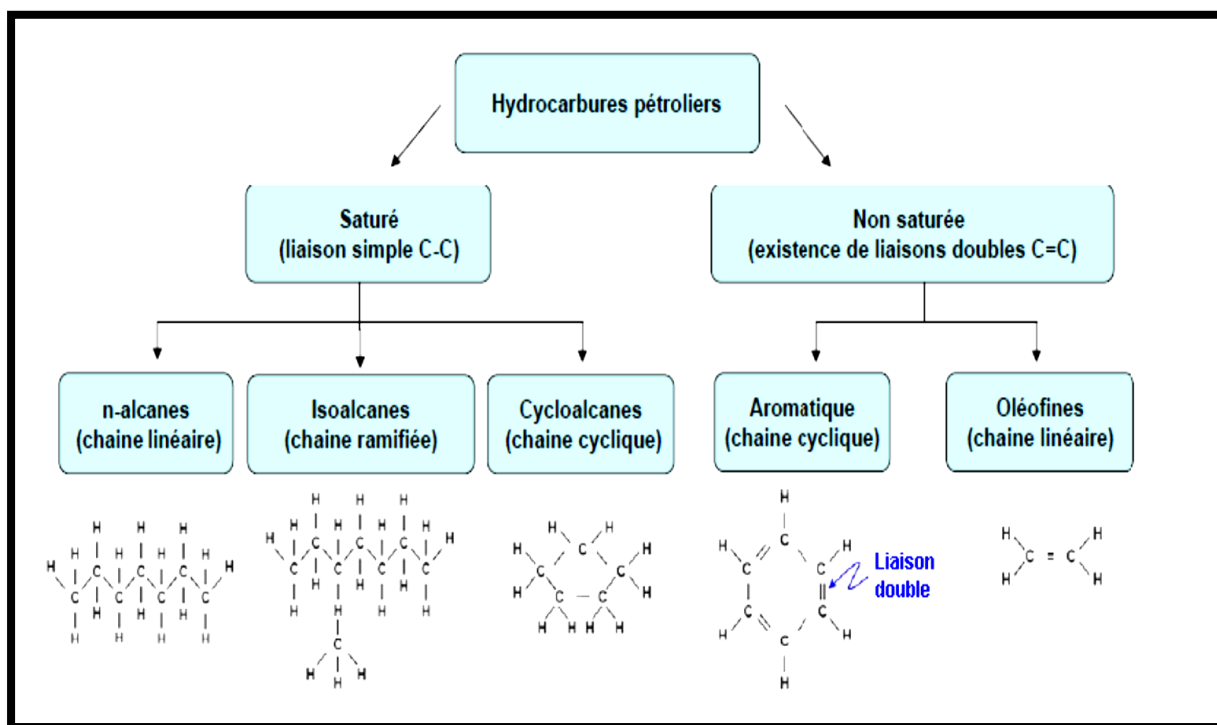 Hydrocarbures pétroliers
Saturé
(liaison simple C-C)
Non saturée
(existence de liaisons doubles C=C)
n-alcanes
(chaine linéaire)
Isoalcanes
(chaine ramifiée)
Cycloalcanes
(chaine cyclique)
Aromatique
(chaine cyclique)
Oléofines
(chaine linéaire)
Liaison
double